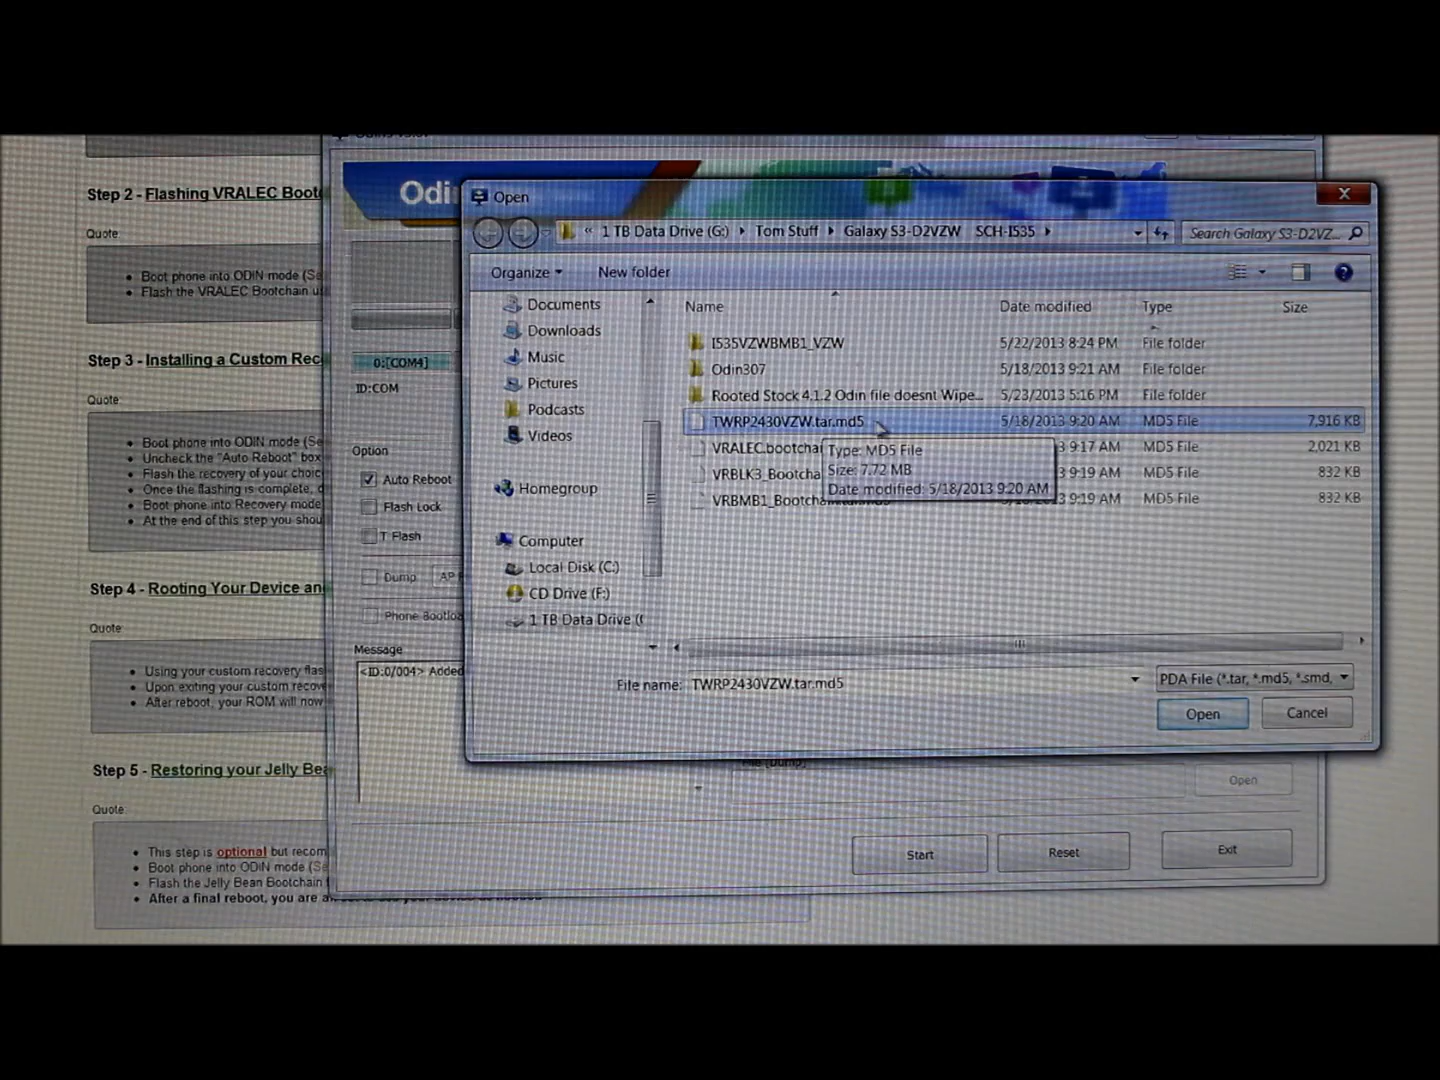 Step 2 - Flashing VRALEC Boot
Quote:
Boot phone into ODIN mode (Se
Flash the VRALEC Bootchain u
Step 3 - Installing a Custom Rec
Quote:
Boot phone into ODIN mode (Se
Uncheck the "Auto Reboot" box
Flash the recovery of your choic
Once the flashing is complete, d
Boot phone into Recovery mode
At the end of this step you shou
Step 4 - Rooting Your Device an
Quote:
Using your custom recovery flas
Upon exiting your custom recove
After reboot, your ROM will now
Step 5 - Restoring your Jelly Bea
Quote:
This step is optional but recom
Boot phone into ODIN mode (Se
Flash the Jelly Bean Bootchain
After a final reboot, you are a
Odi
0:[COM4]
ID:COM
Option
Auto Reboot
Flash Lock
T Flash
Dump AP
Phone Bootloa
Message
<ID:0/004> Added
File [Dump]
Open
Start Reset Exit
Open
« 1 TB Data Drive (G:) Tom Stuff Galaxy S3-D2VZW SCH-I535
Search Galaxy S3-D2VZ...
Organize New folder
Documents
Downloads
Music
Pictures
Podcasts
Videos
Homegroup
Computer
Local Disk (C:)
CD Drive (F:)
1 TB Data Drive (
Name Date modified Type Size
I535VZWBMB1_VZW 5/22/2013 8:24 PM File folder
Odin307 5/18/2013 9:21 AM File folder
Rooted Stock 4.1.2 Odin file doesnt Wipe... 5/23/2013 5:16 PM File folder
TWRP2430VZW.tar.md5 5/18/2013 9:20 AM MD5 File 7,916 KB
VRALEC.bootchai 3 9:17 AM MD5 File 2,021 KB
VRBLK3_Bootcha 3 9:19 AM MD5 File 832 KB
VRBMB1_Bootcha 9:19 AM MD5 File 832 KB
Type: MD5 File
Size: 7.72 MB
Date modified: 5/18/2013 9:20 AM
File name: TWRP2430VZW.tar.md5
PDA File (*.tar, *.md5, *.smd,
Open Cancel